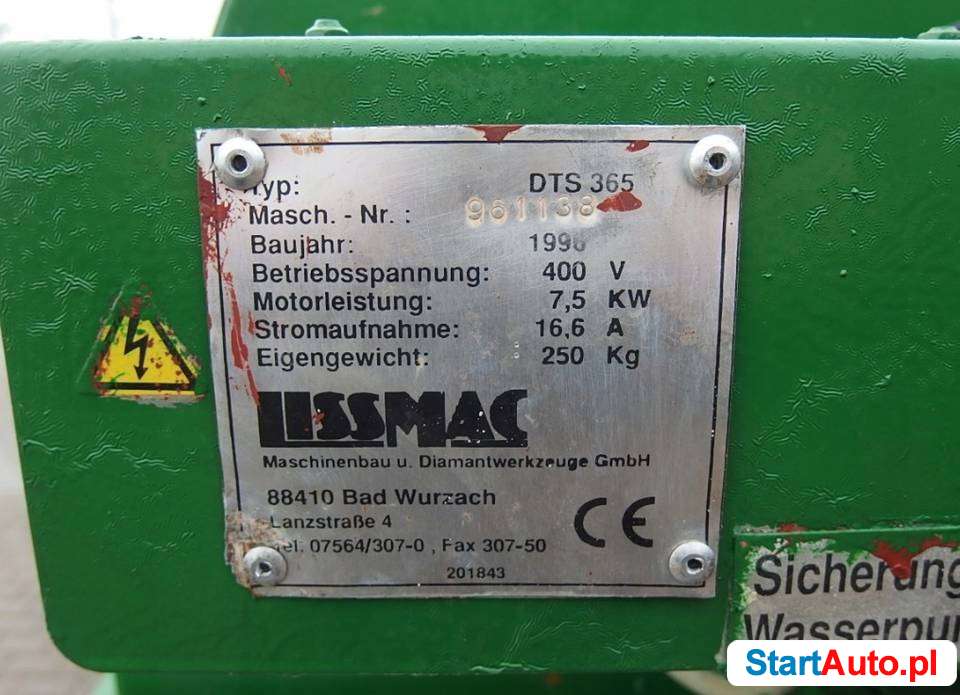 Typ: DTS 365
Masch. - Nr. : 961138
Baujahr:
Betriebsspannung: 400 V
Motorleistung: 7,5 KW
Stromaufnahme: 16,6 A
Eigengewicht: 250 Kg
LISSMAC
Maschinenbau u. Diamantwerkzeuge GmbH
88410 Bad Wurzach
Lanzstraße 4
Tel: 07564/307-0 , Fax 307-50
CE
201843
Sicherung
Wasserpu
StartAuto.pl